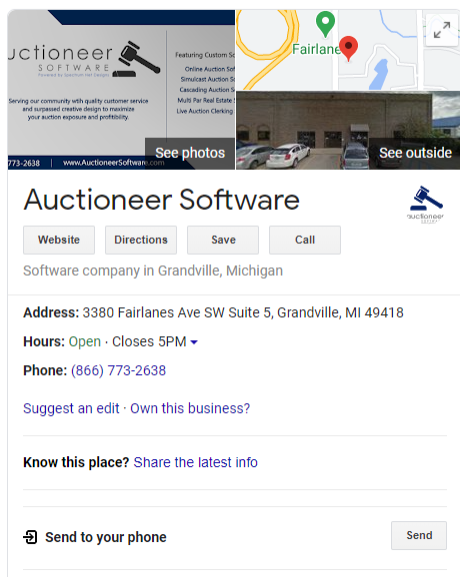 uctioneer
SOFTWARE
Powered by
Serving our community with quality customer service
and surpassed creative design to maximize
your auction exposure and profitibility.
773-2638 | www.AuctioneerSoftware.com
Featuring Custom So
Online Auction Sof
Simulcast Auction S
Cascading Auction S
Multi Par Real Estate
Live Auction Clerking
See photos
Fairlane
See outside
Auctioneer Software
auctioneer
Website
Directions
Save
Call
Software company in Grandville, Michigan
Address: 3380 Fairlanes Ave SW Suite 5, Grandville, MI 49418
Hours: Open · Closes 5PM
Phone: (866) 773-2638
Suggest an edit · Own this business?
Know this place? Share the latest info
Send to your phone
Send